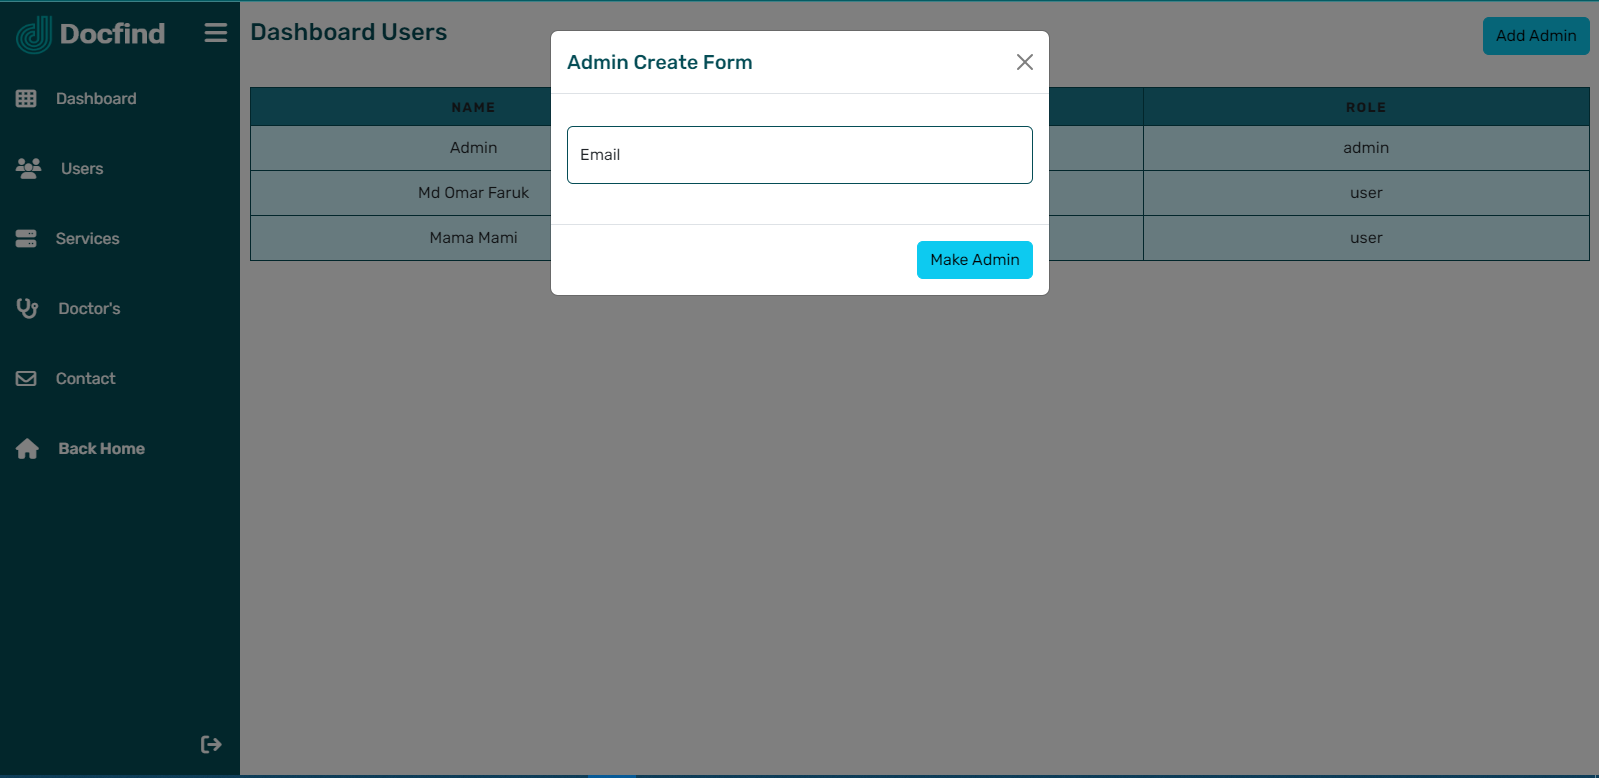 Docfind
Dashboard
Users
Services
Doctor's
Contact
Back Home
Dashboard Users
Add Admin
NAME
ROLE
Admin
admin
Md Omar Faruk
user
Mama Mami
user
Admin Create Form
Email
Make Admin